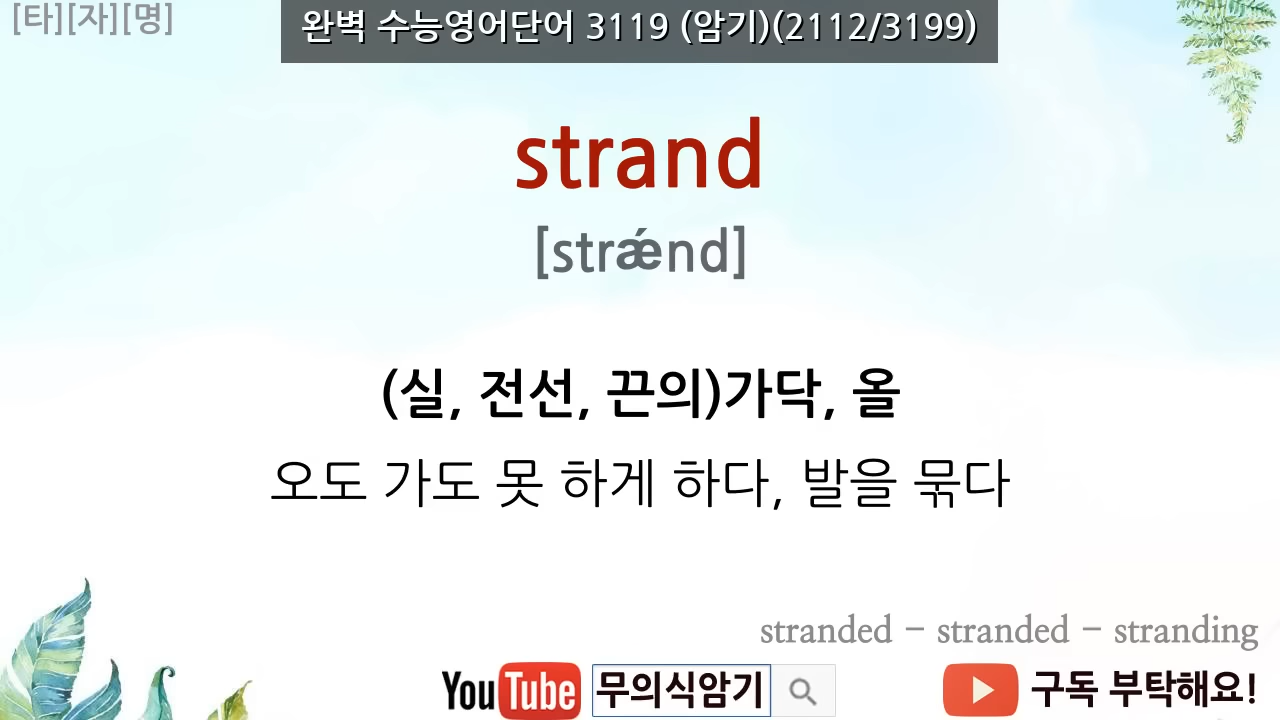 [타][자][명]
완벽 수능영어단어 3119 (암기)(2112/3199)
strand
[strǽnd]
(실, 전선, 끈의)가닥, 올
오도 가도 못 하게 하다, 발을 묶다
stranded - stranded - stranding
YouTube 무의식암기 구독 부탁해요!